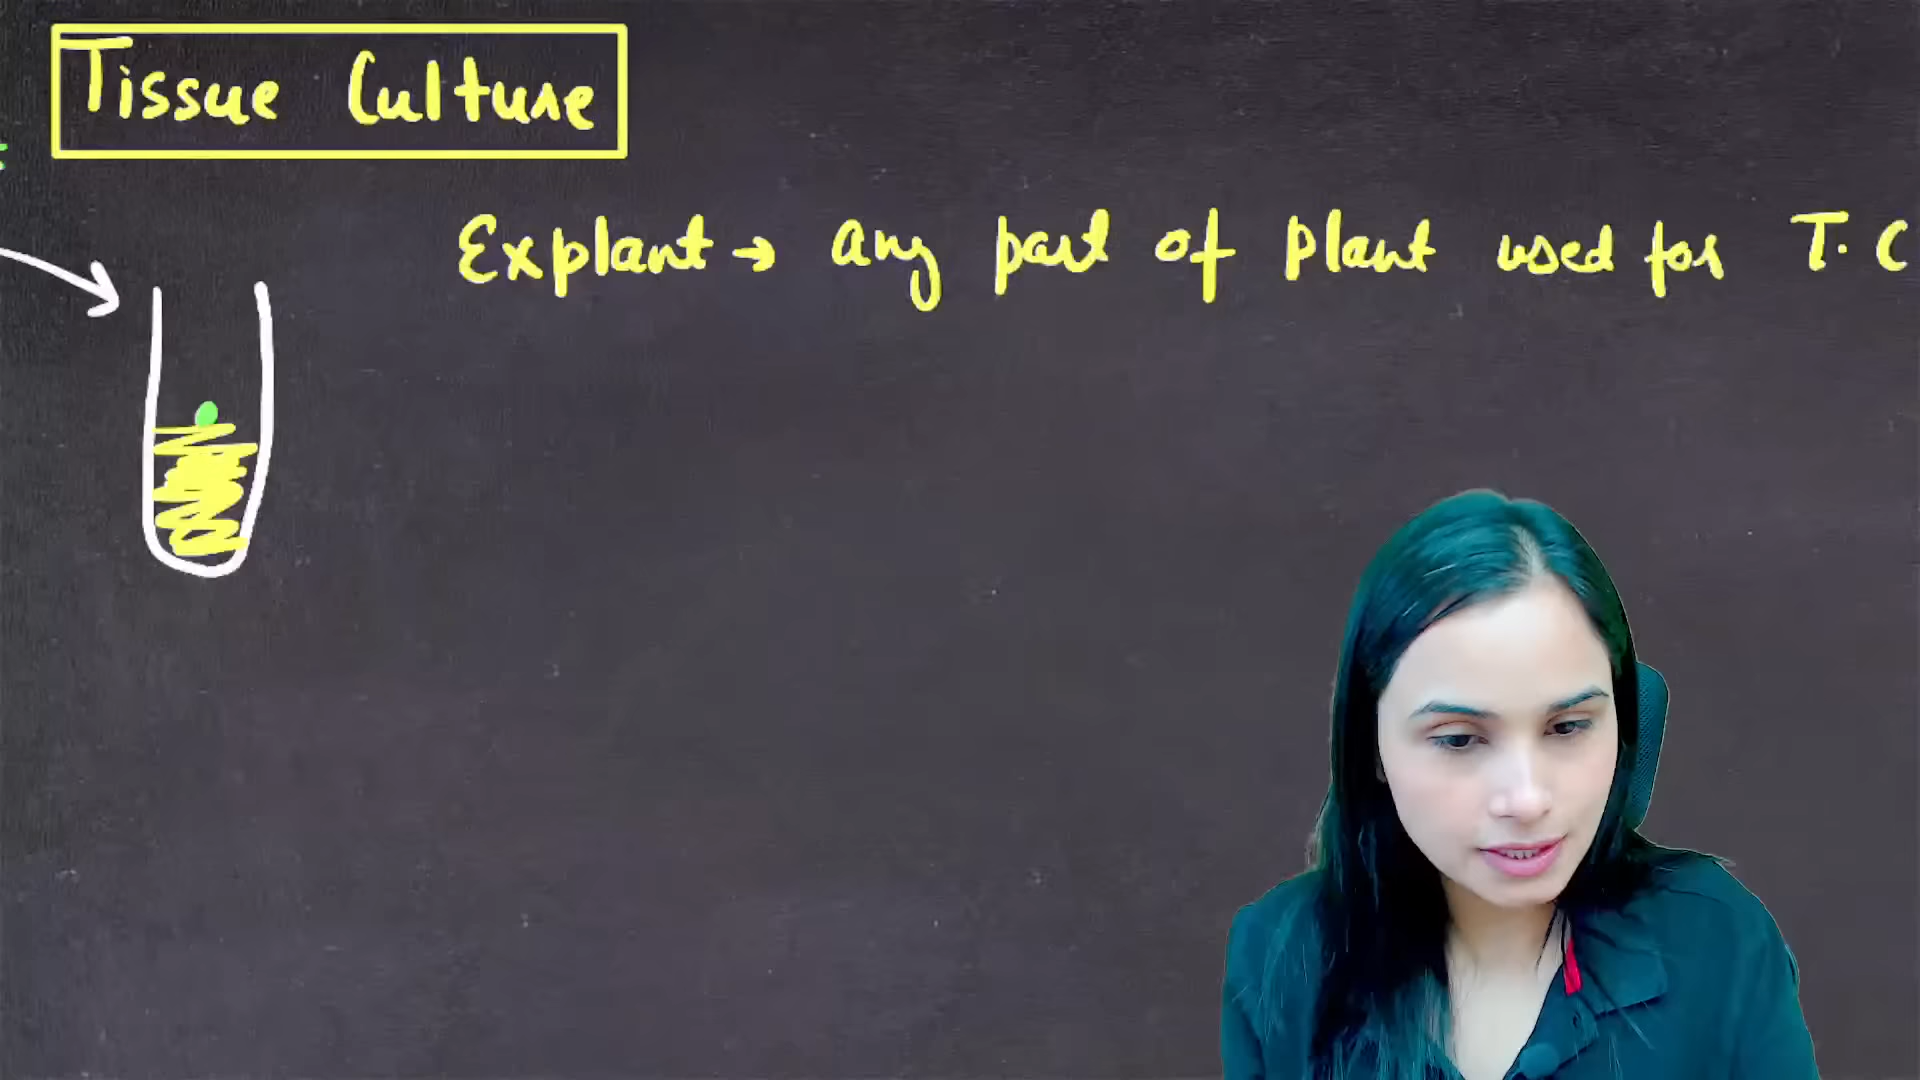 Tissue Culture
Explant → any part of plant used for T.C